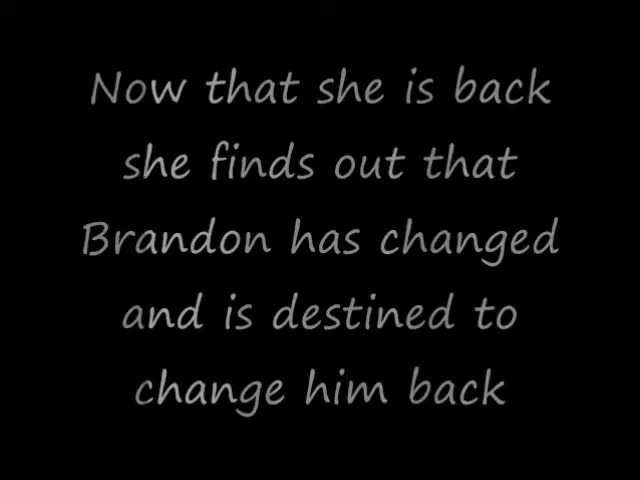 Now that she is back
she finds out that
Brandon has changed
and is destined to
change him back